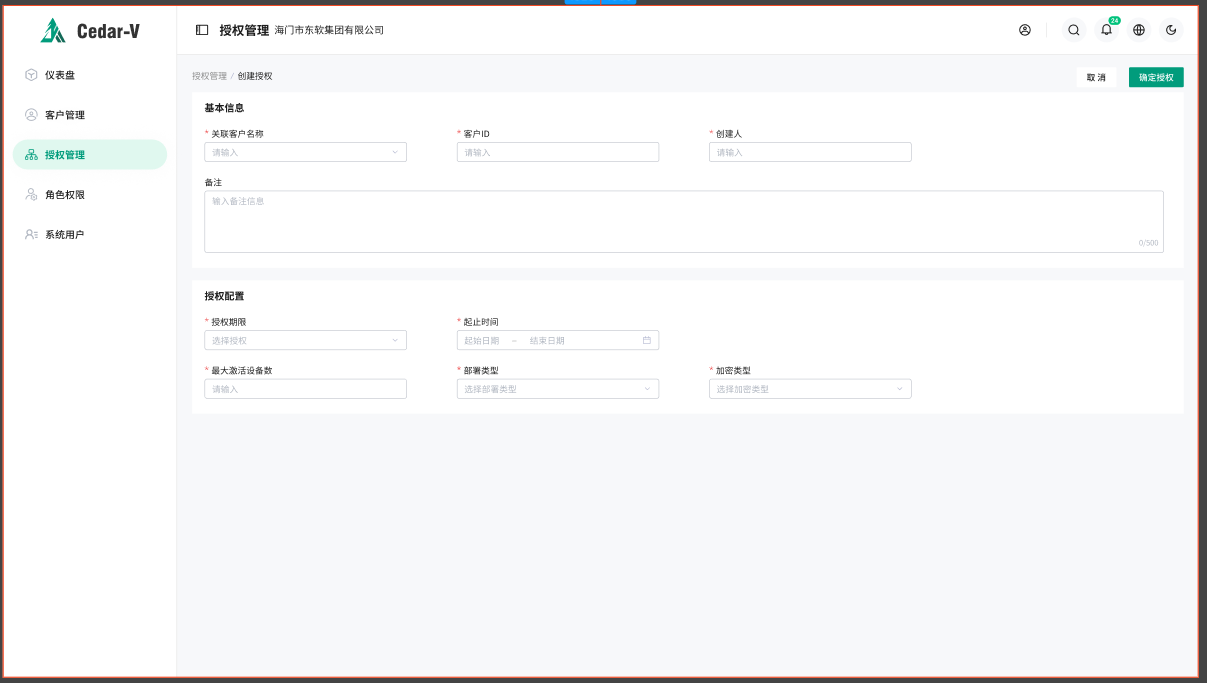 Cedar-V
授权管理 海门市东软集团有限公司
24
仪表盘
客户管理
授权管理
角色权限
系统用户
授权管理 / 创建授权
取 消
确定授权
基本信息
* 关联客户名称
* 客户ID
* 创建人
请输入
请输入
请输入
备注
输入备注信息
0/500
授权配置
* 授权期限
* 起止时间
选择授权
起始日期 ~ 结束日期
* 最大激活设备数
* 部署类型
* 加密类型
请输入
选择部署类型
选择加密类型